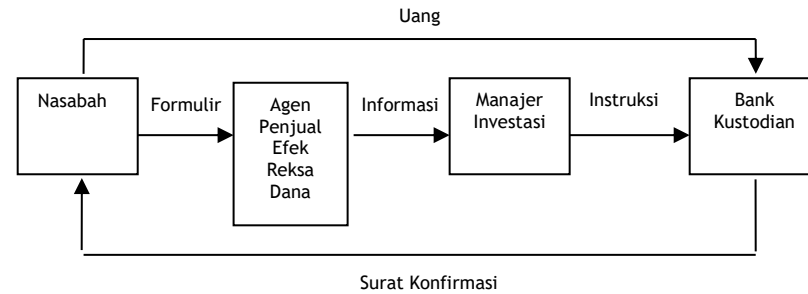 Uang
Nasabah
Formulir
Agen
Penjual
Efek
Reksa
Dana
Informasi
Manajer
Investasi
Instruksi
Bank
Kustodian
Surat Konfirmasi